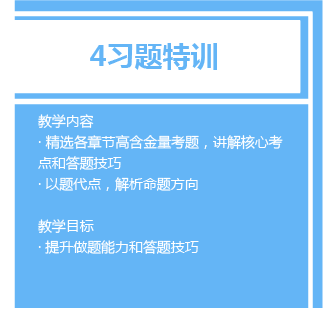 4习题特训
教学内容
· 精选各章节高含金量考题，讲解核心考
点和答题技巧
· 以题代点，解析命题方向
教学目标
· 提升做题能力和答题技巧